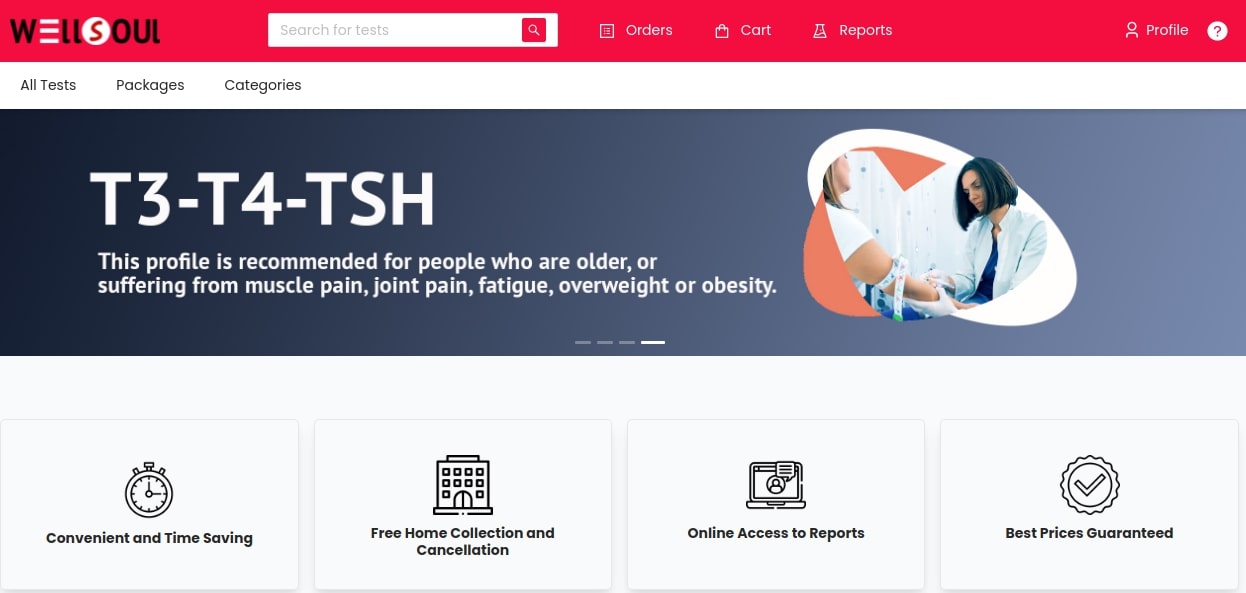 WELLSOUL
Search for tests
Orders
Cart
Reports
Profile
?
All Tests
Packages
Categories
T3-T4-TSH
This profile is recommended for people who are older, or
suffering from muscle pain, joint pain, fatigue, overweight or obesity.
Convenient and Time Saving
Free Home Collection and
Cancellation
Online Access to Reports
Best Prices Guaranteed